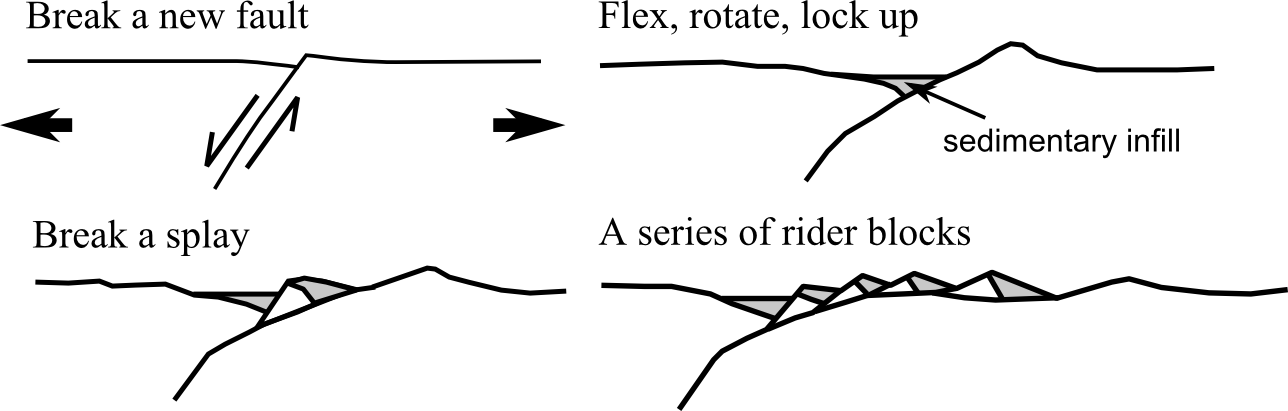 Break a new fault
Flex, rotate, lock up
sedimentary infill
Break a splay
A series of rider blocks